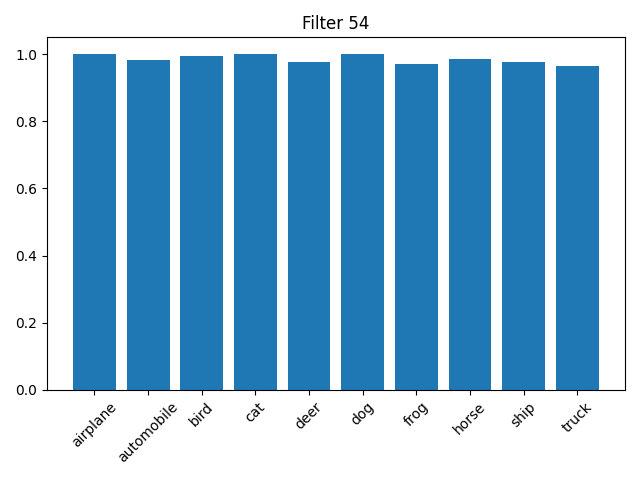 Filter 54
1.0
0.8
0.6
0.4
0.2
0.0
airplane
automobile
bird
cat
deer
dog
frog
horse
ship
truck